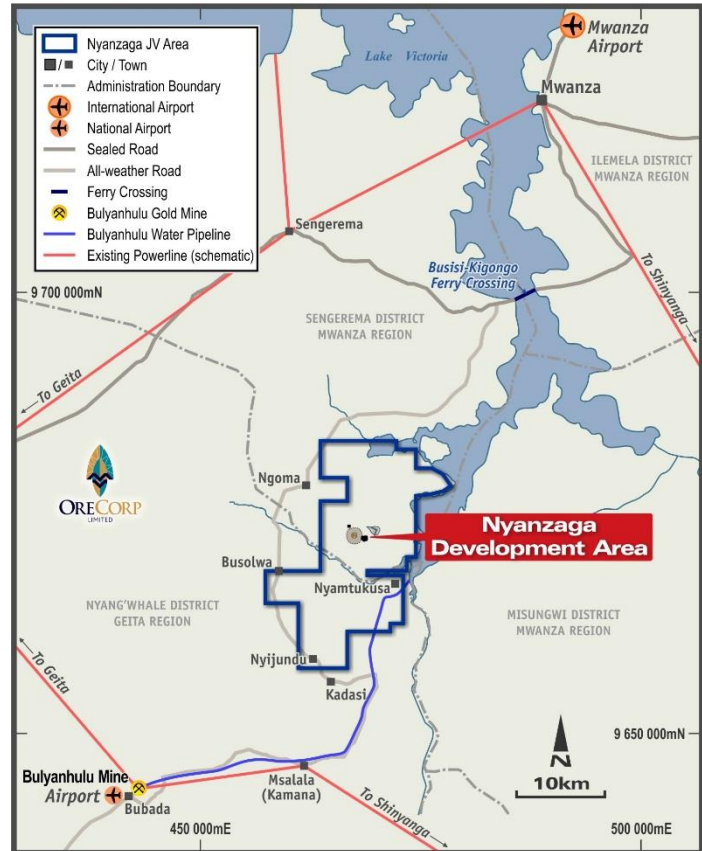 Nyanzaga JV Area
City / Town
Administration Boundary
International Airport
National Airport
Sealed Road
All-weather Road
Ferry Crossing
Bulyanhulu Gold Mine
Bulyanhulu Water Pipeline
Existing Powerline (schematic)
Lake Victoria
Mwanza
Airport
Mwanza
ILEMELA DISTRICT
MWANZA REGION
Sengerema
To Shinyanga
Busisi-Kigongo
Ferry Crossing
9 700 000mN
SENGEREMA DISTRICT
MWANZA REGION
To Geita
ORECORP
LIMITED
Ngoma
Nyanzaga
Development Area
Busolwa
Nyamtukusa
NYANG'WHALE DISTRICT
GEITA REGION
MISUNGWI DISTRICT
MWANZA REGION
To Geita
Nyijundu
Kadasi
9 650 000mN
N
10km
Bulyanhulu Mine
Airport
Bubada
Msalala
(Kamana)
To Shinyanga
450 000mE
500 000mE